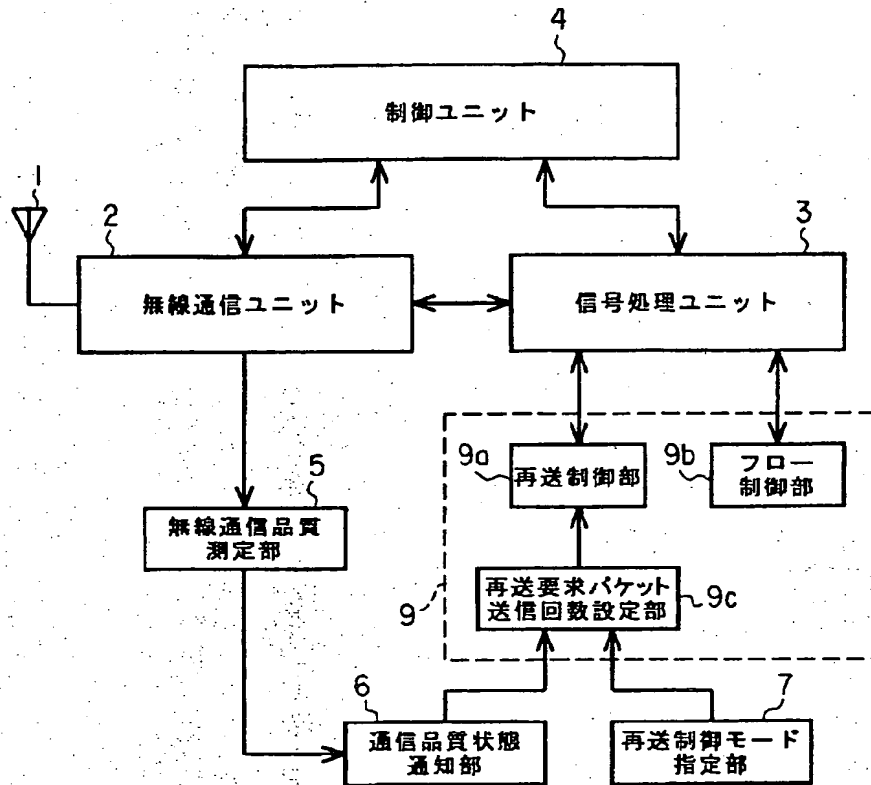 4
制御ユニット
1
2
無線通信ユニット
3
信号処理ユニット
9a
再送制御部
9b
フロー
制御部
5
無線通信品質
測定部
9
再送要求パケット
送信回数設定部
9c
6
通信品質状態
通知部
7
再送制御モード
指定部